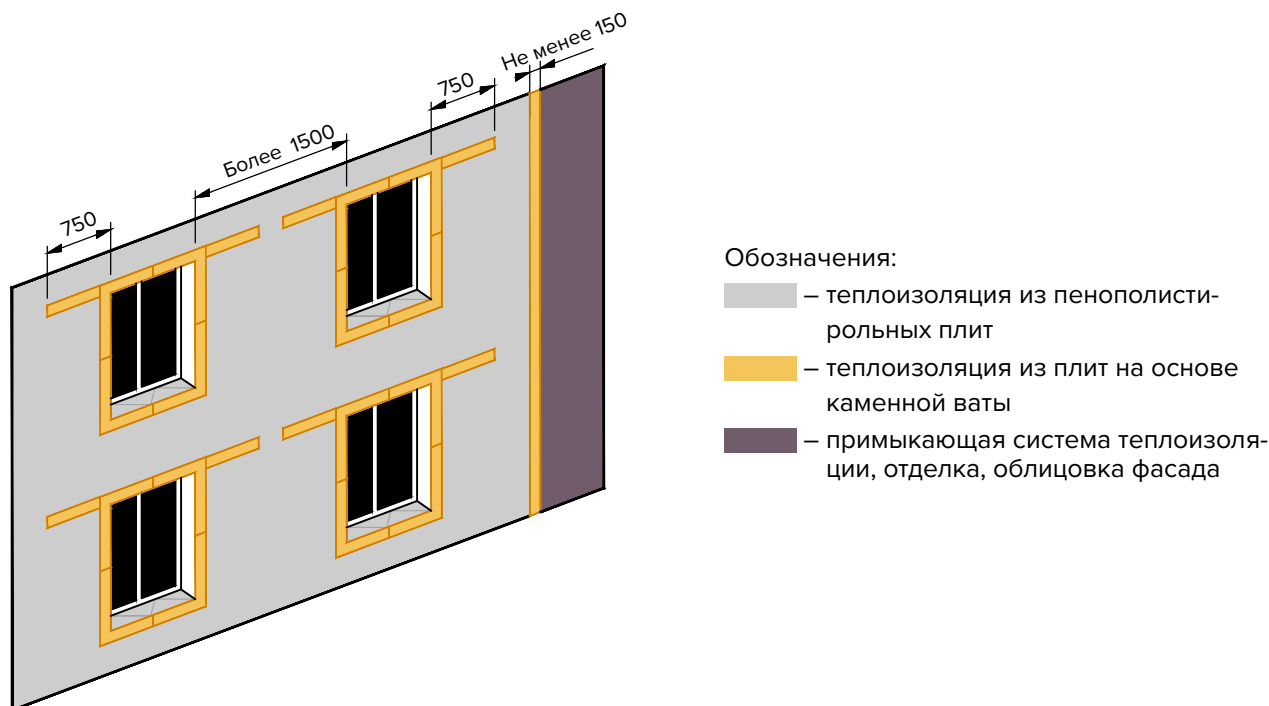 Не менее 150
750
Более 1500
750
Обозначения:
– теплоизоляция из пенополисти-
рольных плит
– теплоизоляция из плит на основе
каменной ваты
– примыкающая система теплоизоля-
ции, отделка, облицовка фасада